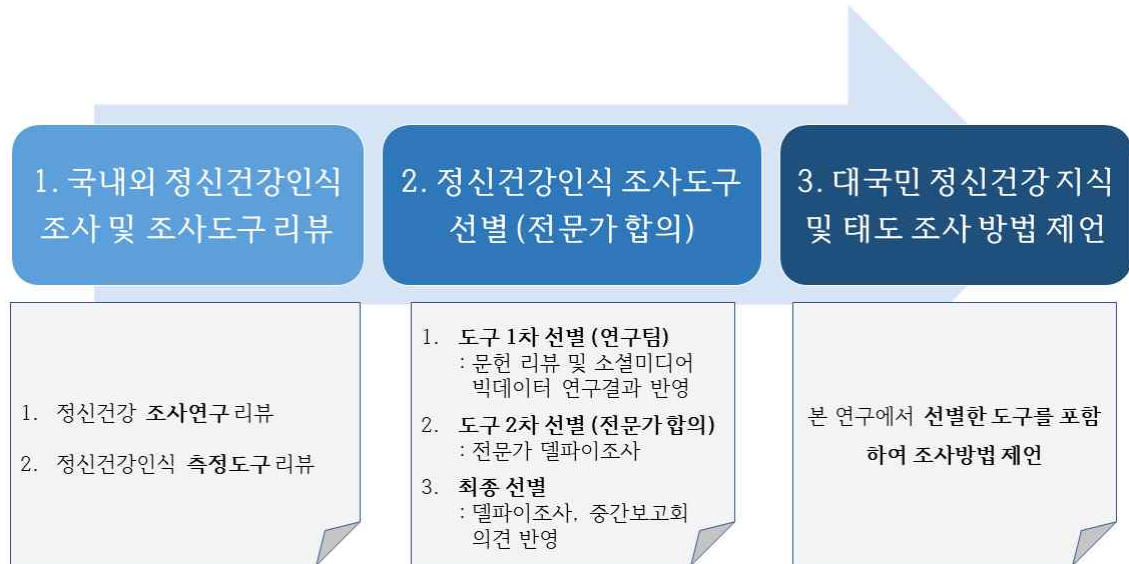 1. 국내외 정신건강인식
조사 및 조사도구 리뷰
2. 정신건강인식 조사도구
선별 (전문가 합의)
3. 대국민 정신건강 지식
및 태도 조사 방법 제언
1. 정신건강 조사연구 리뷰
2. 정신건강인식 측정도구 리뷰
1. 도구 1차 선별 (연구팀)
: 문헌 리뷰 및 소셜미디어
빅데이터 연구결과 반영
2. 도구 2차 선별 (전문가 합의)
: 전문가 델파이조사
3. 최종 선별
: 델파이조사, 중간보고회
의견 반영
본 연구에서 선별한 도구를 포함
하여 조사방법 제언